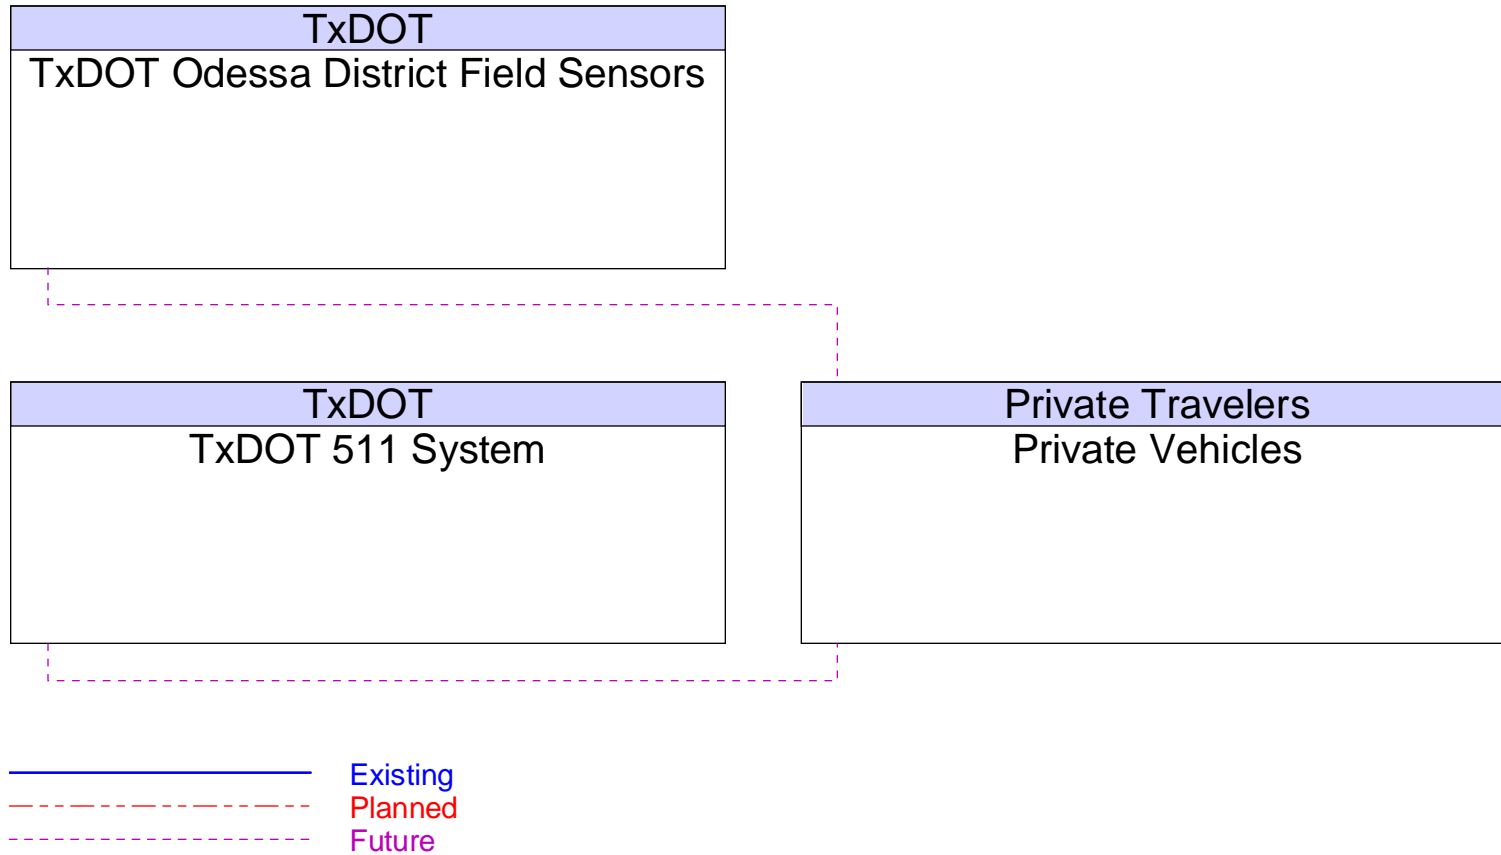 TxDOT
TxDOT Odessa District Field Sensors
TxDOT
TxDOT 511 System
Private Travelers
Private Vehicles
Existing
Planned
Future